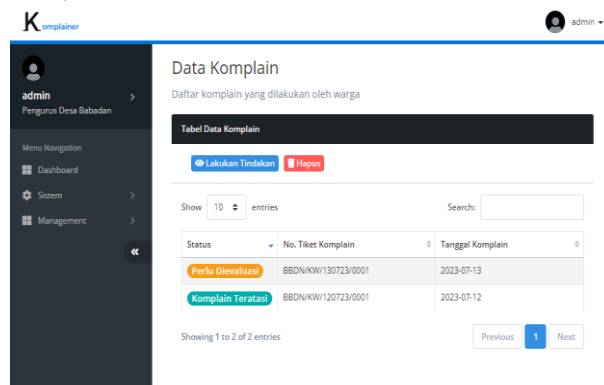 Komplainer
admin
admin
Pengurus Desa Babadan
Menu Navigation
Dashboard
Sistem
Management
«
Data Komplain
Daftar komplain yang dilakukan oleh warga
Tabel Data Komplain
Lakukan Tindakan Hapus
Show 10 entries Search:
Status No. Tiket Komplain Tanggal Komplain
Perlu Dievaluasi BBDN/KW/130723/0001 2023-07-13
Komplain Teratasi BBDN/KW/120723/0001 2023-07-12
Showing 1 to 2 of 2 entries Previous 1 Next